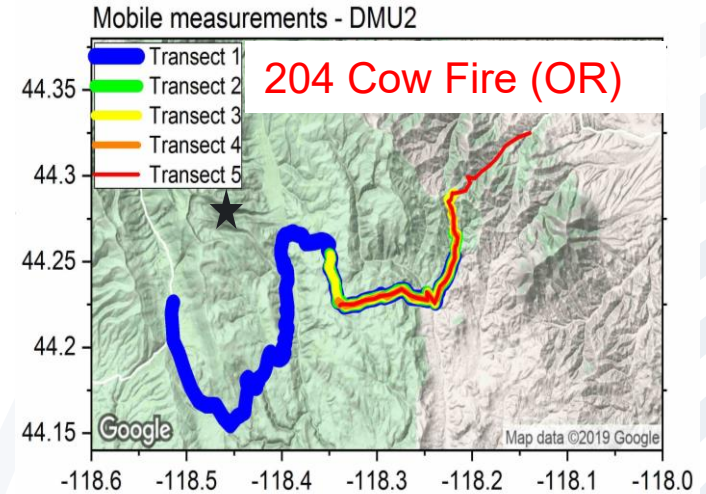 Mobile measurements - DMU2
Transect 1
Transect 2
Transect 3
Transect 4
Transect 5
204 Cow Fire (OR)
44.35
44.3
44.25
44.2
44.15
Google
Map data ©2019 Google
-118.6 -118.5 -118.4 -118.3 -118.2 -118.1 -118.0